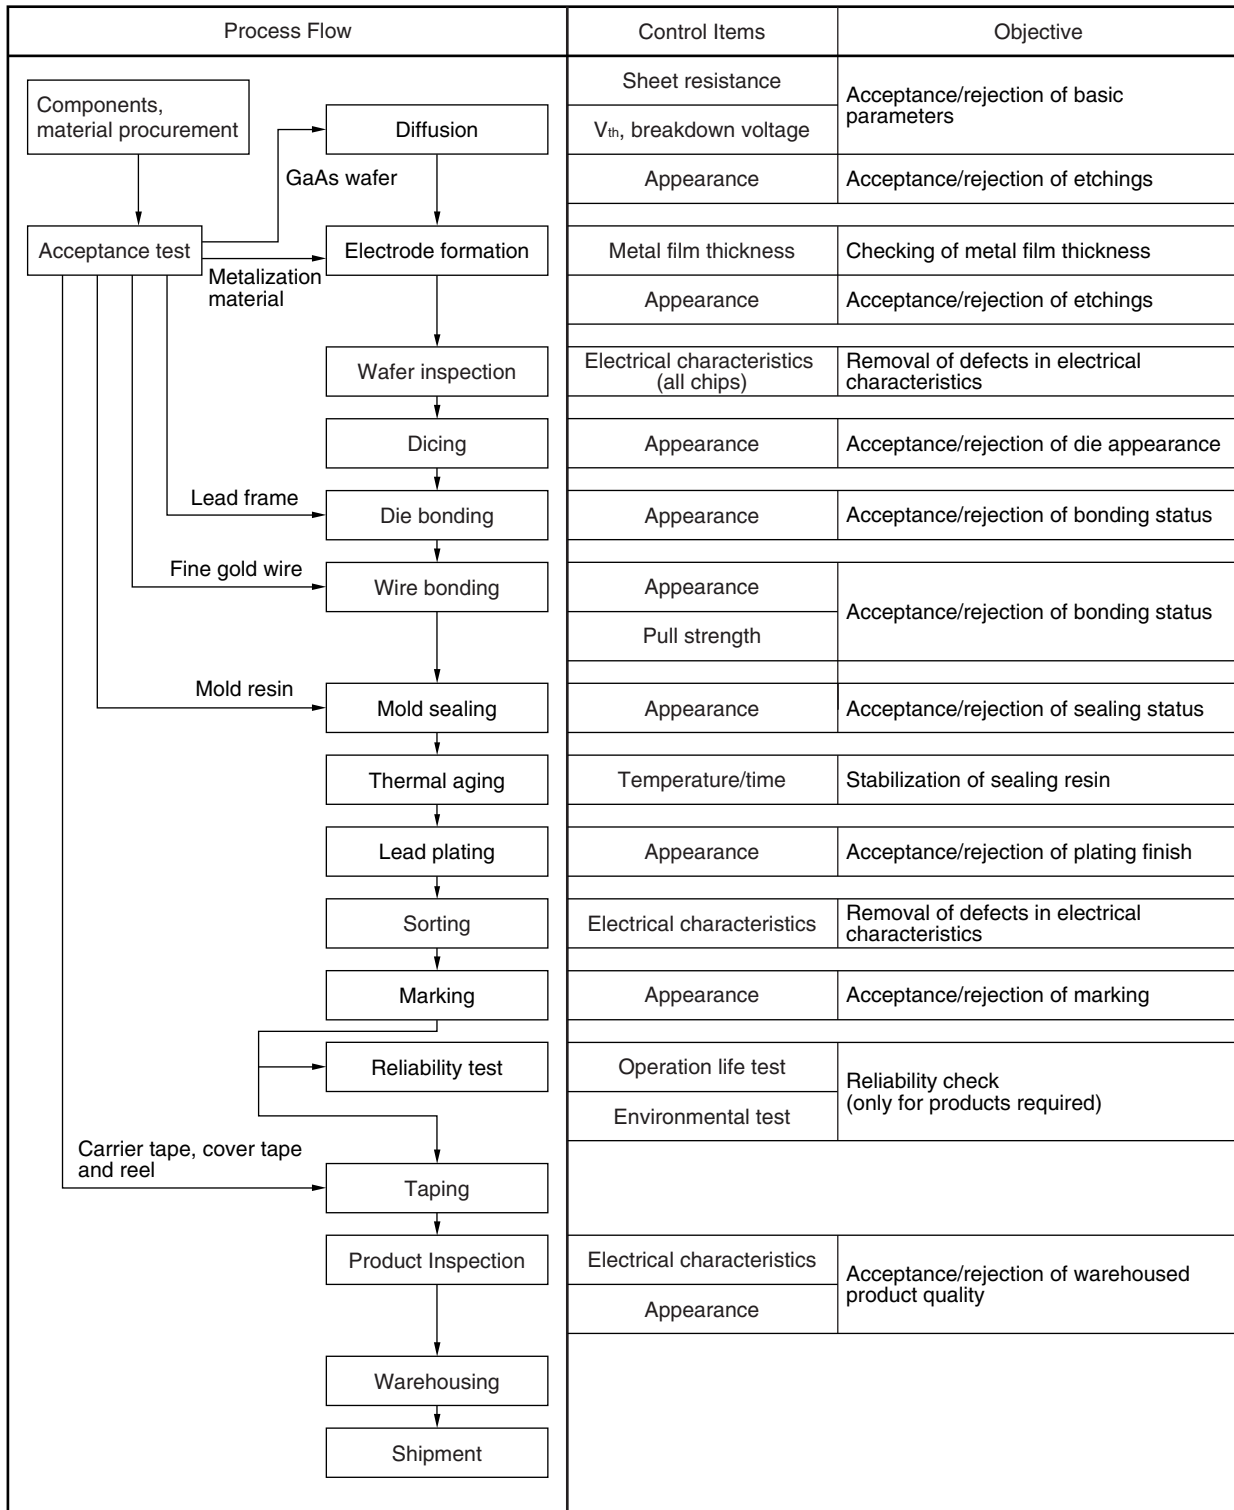 Process Flow
Control Items
Objective
Components,
material procurement
Diffusion
GaAs wafer
Sheet resistance
Vth, breakdown voltage
Acceptance/rejection of basic
parameters
Appearance
Acceptance/rejection of etchings
Acceptance test
Metalization
material
Electrode formation
Metal film thickness
Checking of metal film thickness
Appearance
Acceptance/rejection of etchings
Wafer inspection
Electrical characteristics
(all chips)
Removal of defects in electrical
characteristics
Dicing
Appearance
Acceptance/rejection of die appearance
Lead frame
Die bonding
Appearance
Acceptance/rejection of bonding status
Fine gold wire
Wire bonding
Appearance
Pull strength
Acceptance/rejection of bonding status
Mold resin
Mold sealing
Appearance
Acceptance/rejection of sealing status
Thermal aging
Temperature/time
Stabilization of sealing resin
Lead plating
Appearance
Acceptance/rejection of plating finish
Sorting
Electrical characteristics
Removal of defects in electrical
characteristics
Marking
Appearance
Acceptance/rejection of marking
Reliability test
Operation life test
Environmental test
Reliability check
(only for products required)
Carrier tape, cover tape
and reel
Taping
Product Inspection
Electrical characteristics
Appearance
Acceptance/rejection of warehoused
product quality
Warehousing
Shipment